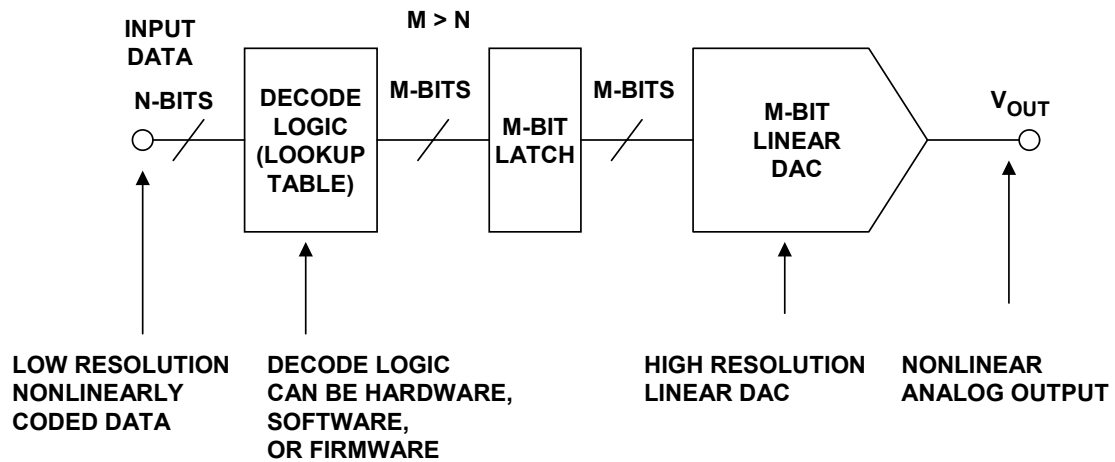 INPUT
DATA
N-BITS
DECODE
LOGIC
(LOOKUP
TABLE)
M > N
M-BITS
M-BIT
LATCH
M-BITS
M-BIT
LINEAR
DAC
VOUT
LOW RESOLUTION
NONLINEARLY
CODED DATA
DECODE LOGIC
CAN BE HARDWARE,
SOFTWARE,
OR FIRMWARE
HIGH RESOLUTION
LINEAR DAC
NONLINEAR
ANALOG OUTPUT